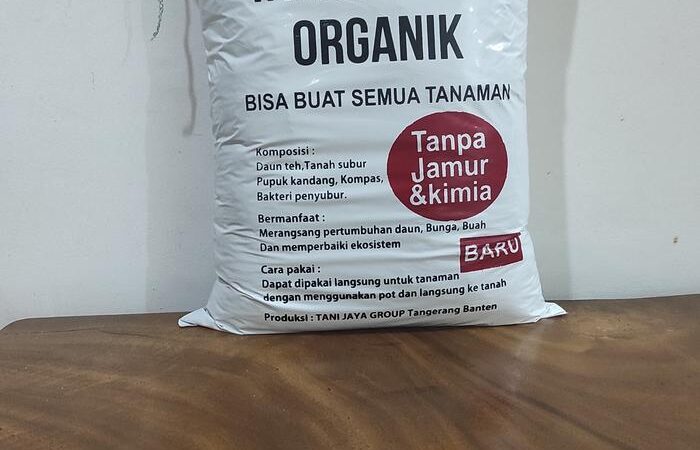 ORGANIK
BISA BUAT SEMUA TANAMAN
Komposisi :
Daun teh,Tanah subur
Pupuk kandang, Kompas,
Bakteri penyubur.
Tanpa
Jamur
&kimia
Bermanfaat :
Merangsang pertumbuhan daun, Bunga, Buah
Dan memperbaiki ekosistem
BARU
Cara pakai :
Dapat dipakai langsung untuk tanaman
dengan menggunakan pot dan langsung ke tanah
Produksi : TANI JAYA GROUP Tangerang Banten